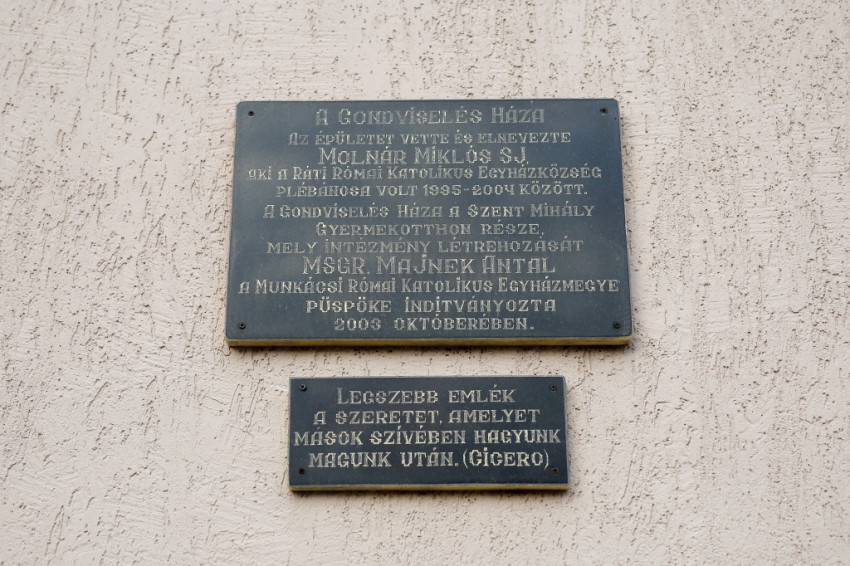 A GONDVISELÉS HÁZA
AZ ÉPÜLETET VETTE ÉS ELNEVEZTE
MOLNÁR MIKLÓS SJ,
AKI A RÁTI RÓMAI KATOLIKUS EGYHÁZKÖZSÉG
PLÉBÁNOSA VOLT 1995-2004 KÖZÖTT.
A GONDVISELÉS HÁZA A SZENT MIHÁLY
GYERMEKOTTHON RÉSZE,
MELY INTÉZMÉNY LÉTREHOZÁSÁT
MSGR. MAJNEK ANTAL
A MUNKÁCSI RÓMAI KATOLIKUS EGYHÁZMEGYE
PÜSPÖKE INDÍTVÁNYOZTA
2003 OKTÓBERÉBEN.
LEGSZEBB EMLÉK
A SZERETET, AMELYET
MÁSOK SZÍVÉBEN HAGYUNK
MAGUNK UTÁN. (CICERO)